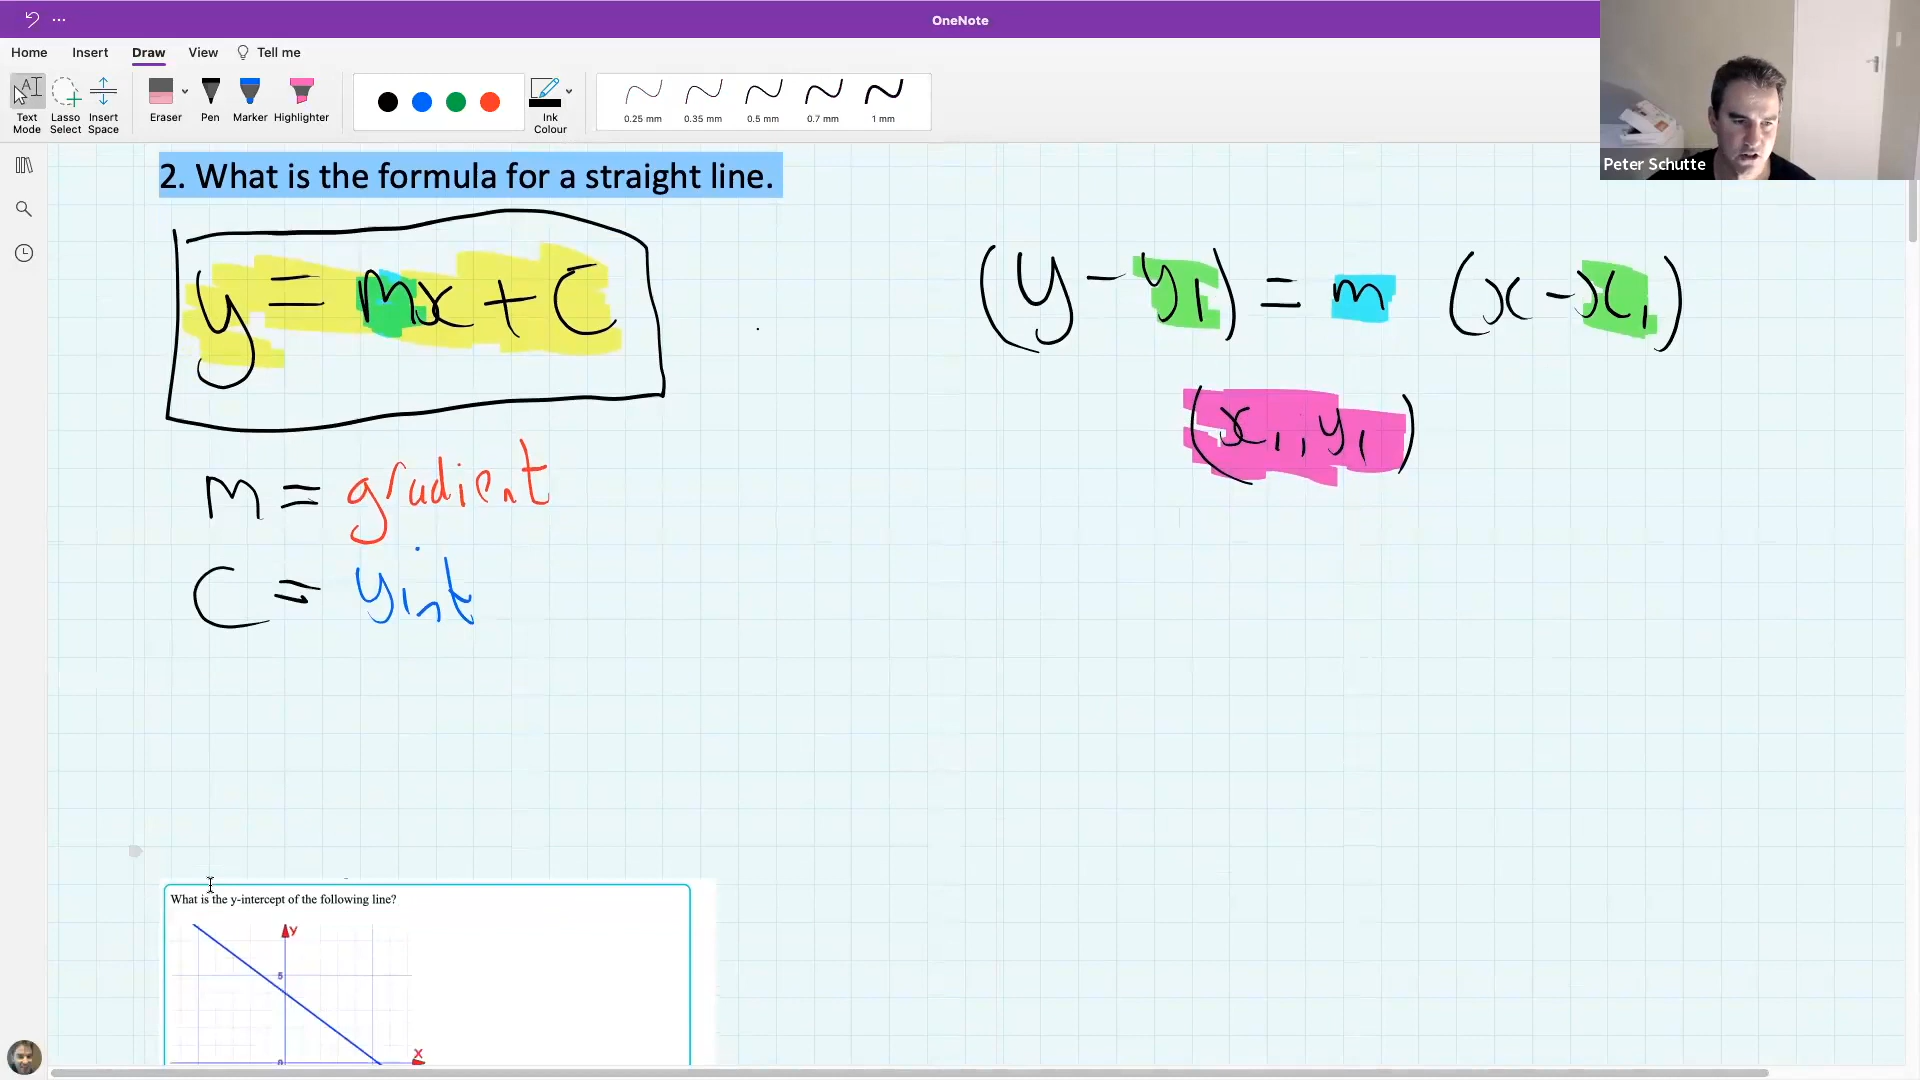 OneNote
Home Insert Draw View Tell me
Text Mode
Lasso Select
Insert Space
Eraser
Pen
Marker
Highlighter
Ink Colour
0.25 mm
0.35 mm
0.5 mm
0.7 mm
1 mm
Peter Schutte
2. What is the formula for a straight line.
y = mx + c
(y - y₁) = m (x - x₁)
(x₁, y₁)
m = gradient
c = y int
What is the y-intercept of the following line?
Y
5
0
X